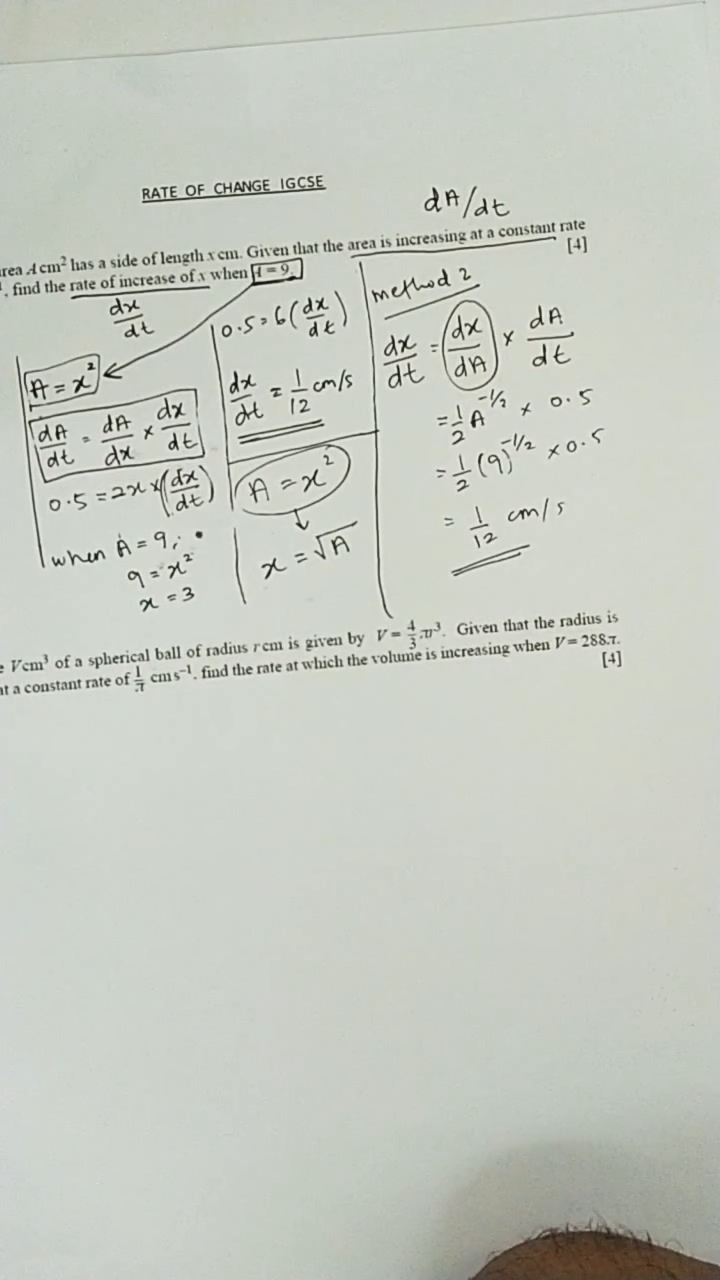 RATE OF CHANGE IGCSE
dA/dt
rea A cm² has a side of length x cm. Given that the area is increasing at a constant rate
, find the rate of increase of x when A = 9.
[4]
dx/dt
A = x²
dA/dt = dA/dx × dx/dt
0.5 = 2x × (dx/dt)
when A = 9,
9 = x²
x = 3
0.5 = 6 (dx/dt)
dx/dt = 1/12 cm/s
A = x²
x = √A
method 2
dx/dt = dx/dA × dA/dt
= 1/2 A^-1/2 × 0.5
= 1/2 (9)^-1/2 × 0.5
= 1/12 cm/s
e V cm³ of a spherical ball of radius r cm is given by V = 4/3 πr³. Given that the radius is
at a constant rate of 1/π cm s⁻¹, find the rate at which the volume is increasing when V = 288π.
[4]